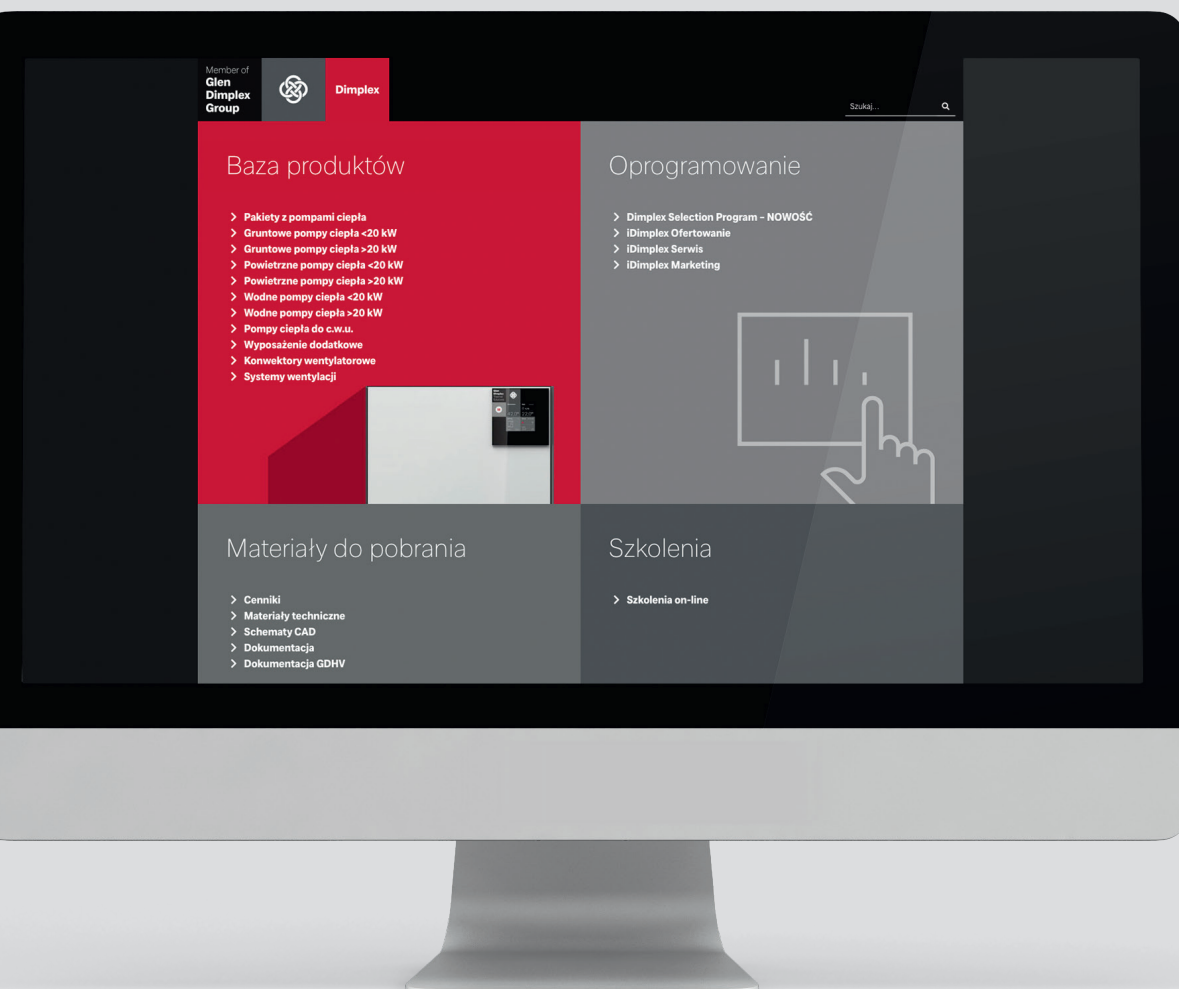 Member of
Glen
Dimplex
Group
Dimplex
Szukaj...
Baza produktów
Pakiety z pompami ciepła
Gruntowe pompy ciepła <20 kW
Gruntowe pompy ciepła >20 kW
Powietrzne pompy ciepła <20 kW
Powietrzne pompy ciepła >20 kW
Wodne pompy ciepła <20 kW
Wodne pompy ciepła >20 kW
Pompy ciepła do c.w.u.
Wyposażenie dodatkowe
Konwektory wentylatorowe
Systemy wentylacji
Oprogramowanie
Dimplex Selection Program – NOWOŚĆ
iDimplex Ofertowanie
iDimplex Serwis
iDimplex Marketing
Materiały do pobrania
Cenniki
Materiały techniczne
Schematy CAD
Dokumentacja
Dokumentacja GDHV
Szkolenia
Szkolenia on-line